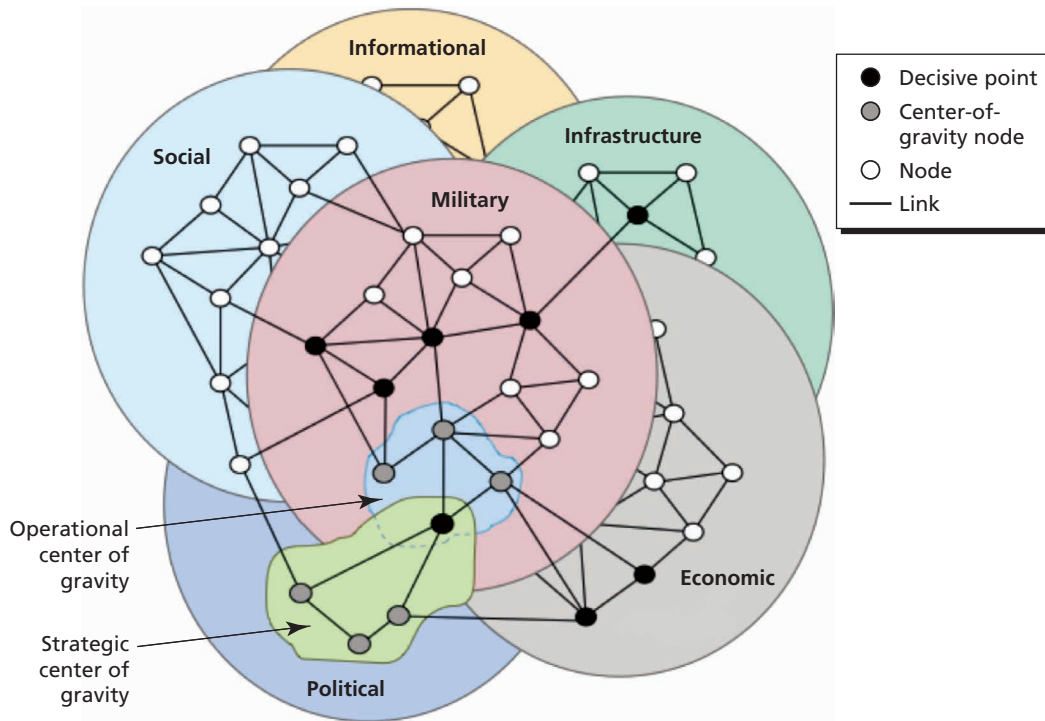 Informational
Decisive point
Center-of-
gravity node
Node
Link
Infrastructure
Social
Military
Operational
center of
gravity
Economic
Strategic
center of
gravity
Political